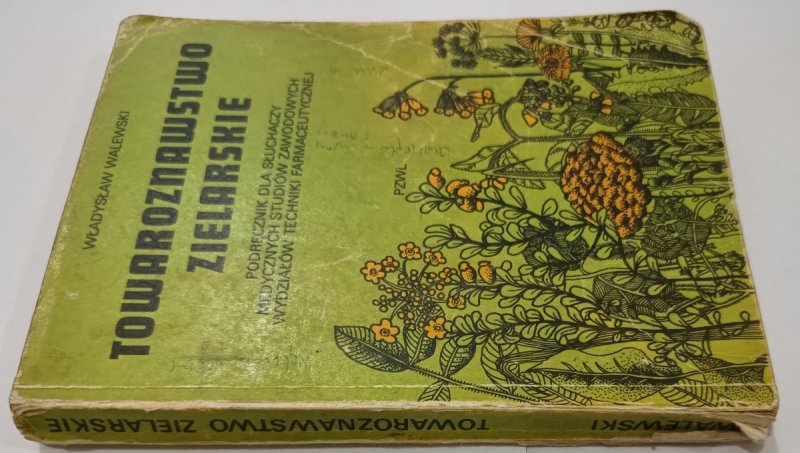 WŁADYSŁAW WALEWSKI
TOWAROZNAWSTWO
ZIELARSKIE
PODRĘCZNIK DLA SŁUCHACZY
MEDYCZNYCH STUDIÓW ZAWODOWYCH
WYDZIAŁÓW TECHNIKI FARMACEUTYCZNEJ
PZWL
WALEWSKI
TOWAROZNAWSTWO ZIELARSKIE